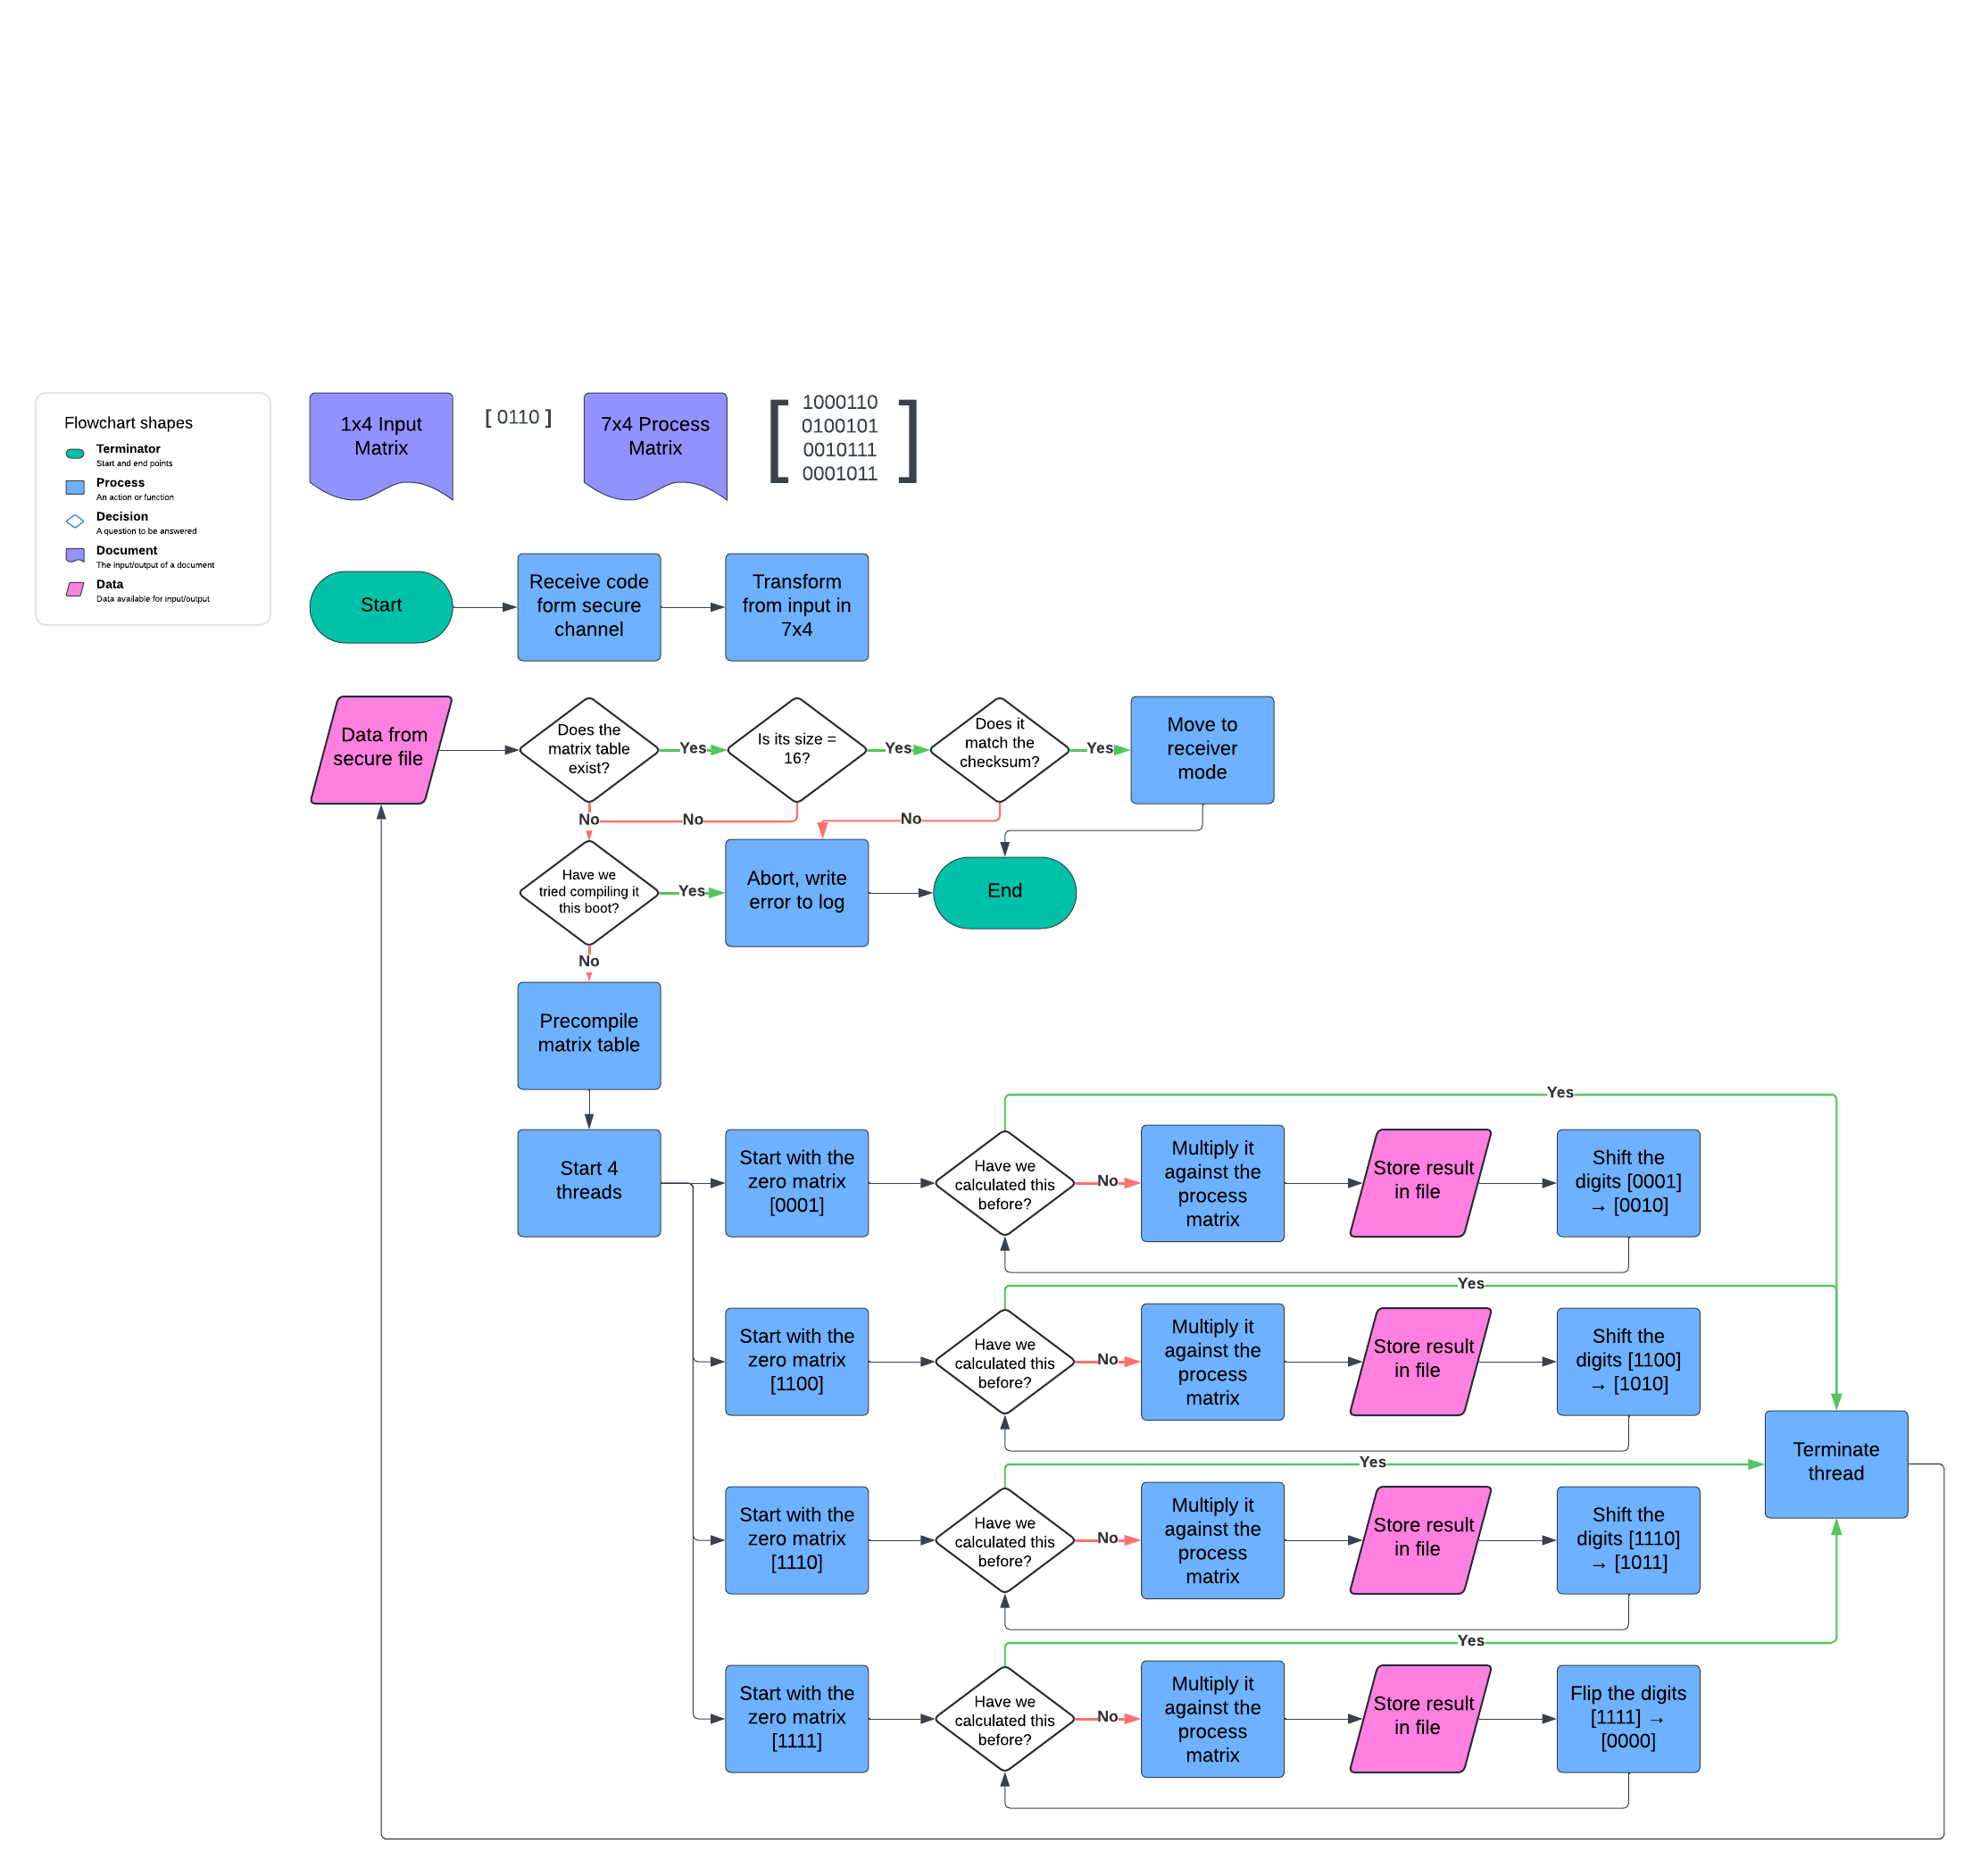 Flowchart shapes
Terminator
Start and end points
Process
An action or function
Decision
A question to be answered
Document
The input/output of a document
Data
Data available for input/output
1x4 Input
Matrix
[ 0110 ]
7x4 Process
Matrix
1000110
0100101
0010111
0001011
Start
Receive code
form secure
channel
Transform
from input in
7x4
Data from
secure file
Does the
matrix table
exist?
Yes
Is its size =
16?
Yes
Does it
match the
checksum?
Yes
Move to
receiver
mode
No
No
No
Have we
tried compiling it
this boot?
Yes
Abort, write
error to log
End
No
Precompile
matrix table
Yes
Start 4
threads
Start with the
zero matrix
[0001]
Have we
calculated this
before?
No
Multiply it
against the
process
matrix
Store result
in file
Shift the
digits [0001]
→ [0010]
Yes
Start with the
zero matrix
[1100]
Have we
calculated this
before?
No
Multiply it
against the
process
matrix
Store result
in file
Shift the
digits [1100]
→ [1010]
Terminate
thread
Yes
Start with the
zero matrix
[1110]
Have we
calculated this
before?
No
Multiply it
against the
process
matrix
Store result
in file
Shift the
digits [1110]
→ [1011]
Yes
Start with the
zero matrix
[1111]
Have we
calculated this
before?
No
Multiply it
against the
process
matrix
Store result
in file
Flip the digits
[1111] →
[0000]